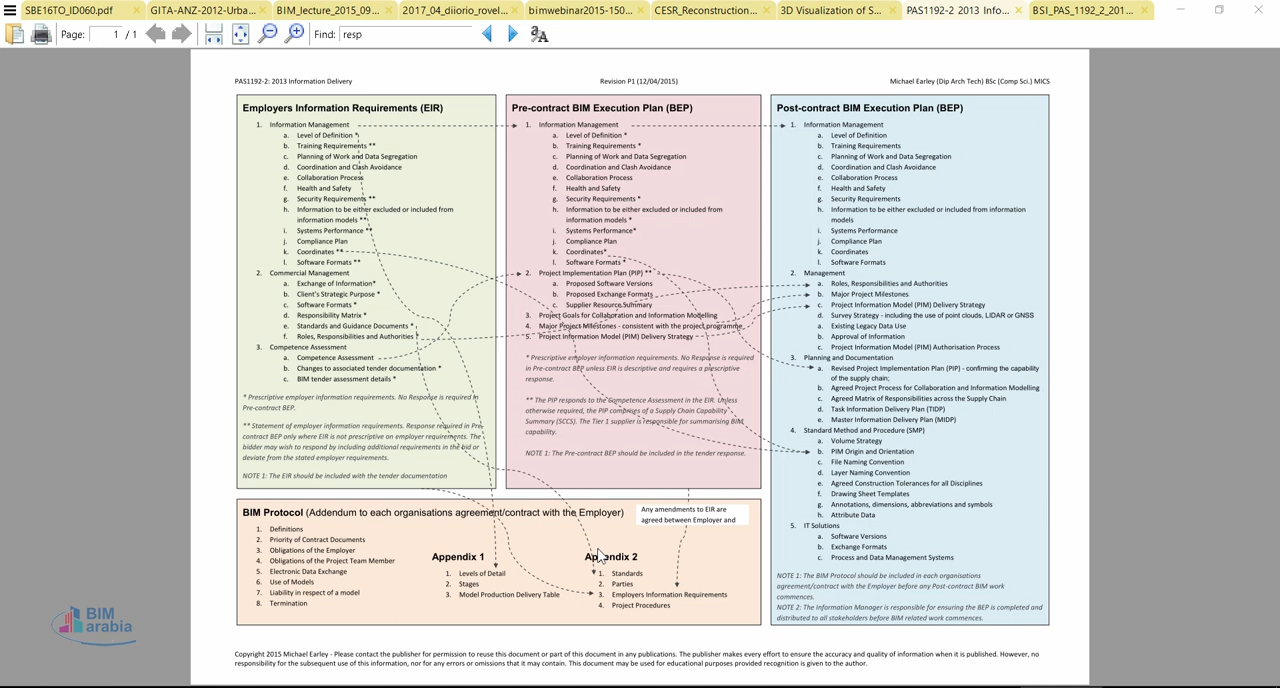 SBE16TO_ID060.pdf
GITA-ANZ-2012-Urba...
BIM_lecture_2015_09...
2017_04_diiorio_rovel...
bimwebinar2015-150...
CESR_Reconstruction...
3D Visualization of S...
PAS1192-2 2013 Info...
BSI_PAS_1192_2_201...
Page: 1 / 1 Find: resp
PAS1192-2: 2013 Information Delivery
Revision P1 (12/04/2015)
Michael Earley (Dip Arch Tech) BSc (Comp Sci.) MICS
Employers Information Requirements (EIR)
1. Information Management
a. Level of Definition *
b. Training Requirements **
c. Planning of Work and Data Segregation
d. Coordination and Clash Avoidance
e. Collaboration Process
f. Health and Safety
g. Security Requirements **
h. Information to be either excluded or included from
information models **
i. Systems Performance **
j. Compliance Plan
k. Coordinates **
l. Software Formats **
2. Commercial Management
a. Exchange of Information*
b. Client's Strategic Purpose *
c. Software Formats *
d. Responsibility Matrix *
e. Standards and Guidance Documents *
f. Roles, Responsibilities and Authorities *
3. Competence Assessment
a. Competence Assessment
b. Changes to associated tender documentation *
c. BIM tender assessment details *
* Prescriptive employer information requirements. No Response is required in
Pre-contract BEP.
** Statement of employer information requirements. Response required in Pre-
contract BEP only where EIR is not prescriptive on employer requirements. The
bidder may wish to respond by including additional requirements in the bid or
deviate from the stated employer requirements.
NOTE 1: The EIR should be included with the tender documentation
Pre-contract BIM Execution Plan (BEP)
1. Information Management
a. Level of Definition *
b. Training Requirements *
c. Planning of Work and Data Segregation
d. Coordination and Clash Avoidance
e. Collaboration Process
f. Health and Safety
g. Security Requirements *
h. Information to be either excluded or included from
information models *
i. Systems Performance*
j. Compliance Plan
k. Coordinates*
l. Software Formats *
2. Project Implementation Plan (PIP) **
a. Proposed Software Versions
b. Proposed Exchange Formats
c. Supplier Resource Summary
3. Project Goals for Collaboration and Information Modelling
4. Major Project Milestones - consistent with the project programme
5. Project Information Model (PIM) Delivery Strategy
* Prescriptive employer information requirements. No Response is required
in Pre-contract BEP unless EIR is descriptive and requires a prescriptive
response.
** The PIP responds to the Competence Assessment in the EIR. Unless
otherwise required, the PIP comprises of a Supply Chain Capability
Summary (SCCS). The Tier 1 supplier is responsible for summarising BIM
capability.
NOTE 1: The Pre-contract BEP should be included in the tender response.
Post-contract BIM Execution Plan (BEP)
1. Information Management
a. Level of Definition
b. Training Requirements
c. Planning of Work and Data Segregation
d. Coordination and Clash Avoidance
e. Collaboration Process
f. Health and Safety
g. Security Requirements
h. Information to be either excluded or included from information
models
i. Systems Performance
j. Compliance Plan
k. Coordinates
l. Software Formats
2. Management
a. Roles, Responsibilities and Authorities
b. Major Project Milestones
c. Project Information Model (PIM) Delivery Strategy
d. Survey Strategy - including the use of point clouds, LIDAR or GNSS
a. Existing Legacy Data Use
b. Approval of Information
c. Project Information Model (PIM) Authorisation Process
3. Planning and Documentation
a. Revised Project Implementation Plan (PIP) - confirming the capability
of the supply chain;
b. Agreed Project Process for Collaboration and Information Modelling
c. Agreed Matrix of Responsibilities across the Supply Chain
d. Task Information Delivery Plan (TIDP)
e. Master Information Delivery Plan (MIDP)
4. Standard Method and Procedure (SMP)
a. Volume Strategy
b. PIM Origin and Orientation
c. File Naming Convention
d. Layer Naming Convention
e. Agreed Construction Tolerances for all Disciplines
f. Drawing Sheet Templates
g. Annotations, dimensions, abbreviations and symbols
h. Attribute Data
5. IT Solutions
a. Software Versions
b. Exchange Formats
c. Process and Data Management Systems
NOTE 1: The BIM Protocol should be included in each organisations
agreement/contract with the Employer before any Post-contract BIM work
commences.
NOTE 2: The Information Manager is responsible for ensuring the BEP is completed and
distributed to all stakeholders before BIM related work commences.
BIM Protocol (Addendum to each organisations agreement/contract with the Employer)
Any amendments to EIR are
agreed between Employer and
1. Definitions
2. Priority of Contract Documents
3. Obligations of the Employer
4. Obligations of the Project Team Member
5. Electronic Data Exchange
6. Use of Models
7. Liability in respect of a model
8. Termination
Appendix 1
1. Levels of Detail
2. Stages
3. Model Production Delivery Table
Appendix 2
1. Standards
2. Parties
3. Employers Information Requirements
4. Project Procedures
BIM
arabia
Copyright 2015 Michael Earley - Please contact the publisher for permission to reuse this document or part of this document in any publications. The publisher makes every effort to ensure the accuracy and quality of information when it is published. However, no
responsibility for the subsequent use of this information, nor for any errors or omissions that it may contain. This document may be used for educational purposes provided recognition is given to the author.